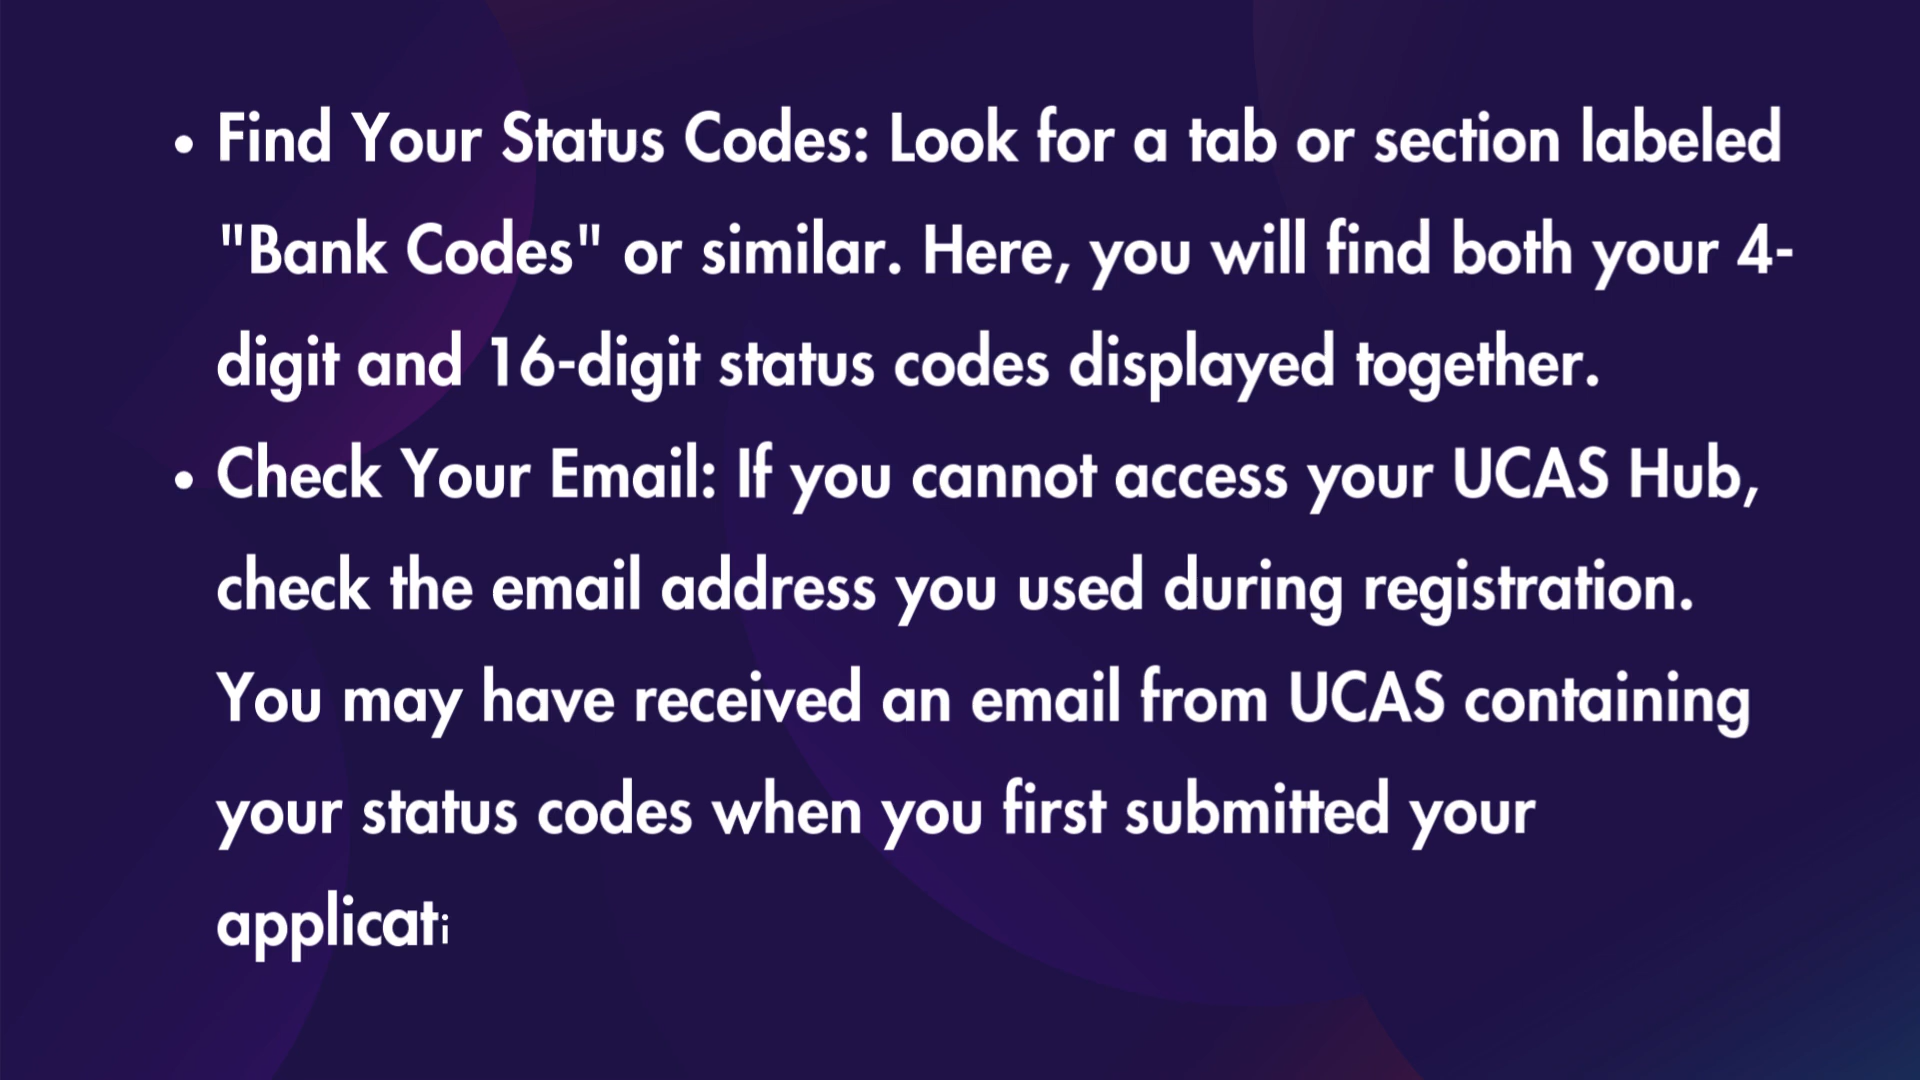 • Find Your Status Codes: Look for a tab or section labeled
"Bank Codes" or similar. Here, you will find both your 4-
digit and 16-digit status codes displayed together.
• Check Your Email: If you cannot access your UCAS Hub,
check the email address you used during registration.
You may have received an email from UCAS containing
your status codes when you first submitted your
applicati